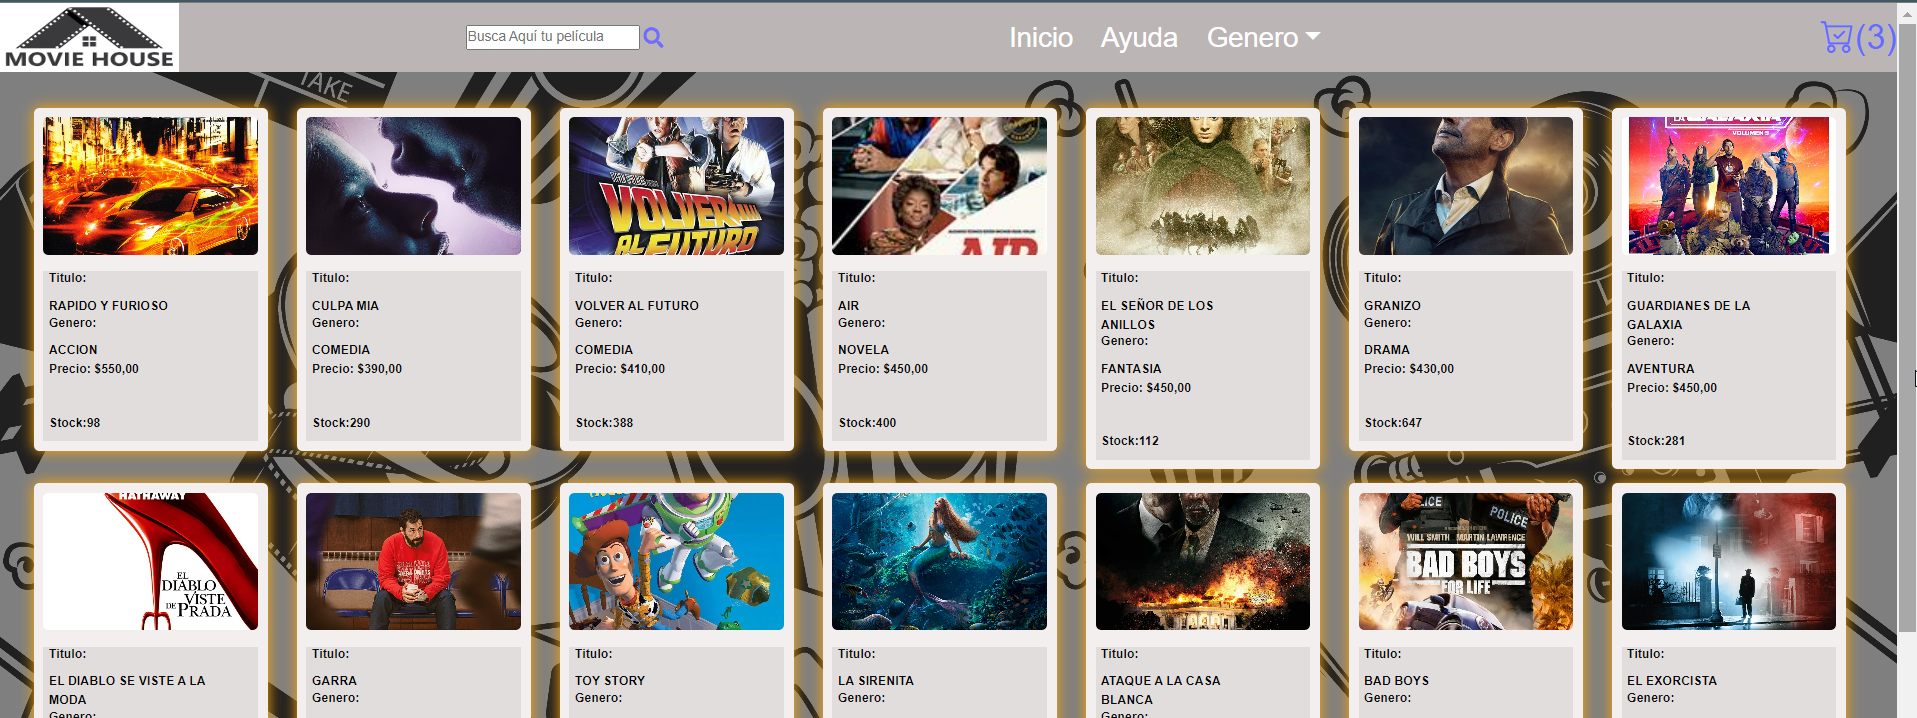 MOVIE HOUSE
Busca Aquí tu película
Inicio
Ayuda
Genero
(3)
TAKE
VOLVER
AL FUTURO
AIR
VOLUMEN 3
Titulo:
RAPIDO Y FURIOSO
Genero:
ACCION
Precio: $550,00
Stock:98
Titulo:
CULPA MIA
Genero:
COMEDIA
Precio: $390,00
Stock:290
Titulo:
VOLVER AL FUTURO
Genero:
COMEDIA
Precio: $410,00
Stock:388
Titulo:
AIR
Genero:
NOVELA
Precio: $450,00
Stock:400
Titulo:
EL SEÑOR DE LOS
ANILLOS
Genero:
FANTASIA
Precio: $450,00
Stock:112
Titulo:
GRANIZO
Genero:
DRAMA
Precio: $430,00
Stock:647
Titulo:
GUARDIANES DE LA
GALAXIA
Genero:
AVENTURA
Precio: $450,00
Stock:281
HATHAWAY
EL
DIABLO
VISTE
DE PRADA
POLICE
WILL SMITH MARTIN LAWRENCE
BAD BOYS
FOR LIFE
Titulo:
EL DIABLO SE VISTE A LA
MODA
Genero:
Titulo:
GARRA
Genero:
Titulo:
TOY STORY
Genero:
Titulo:
LA SIRENITA
Genero:
Titulo:
ATAQUE A LA CASA
BLANCA
Genero:
Titulo:
BAD BOYS
Genero:
Titulo:
EL EXORCISTA
Genero: